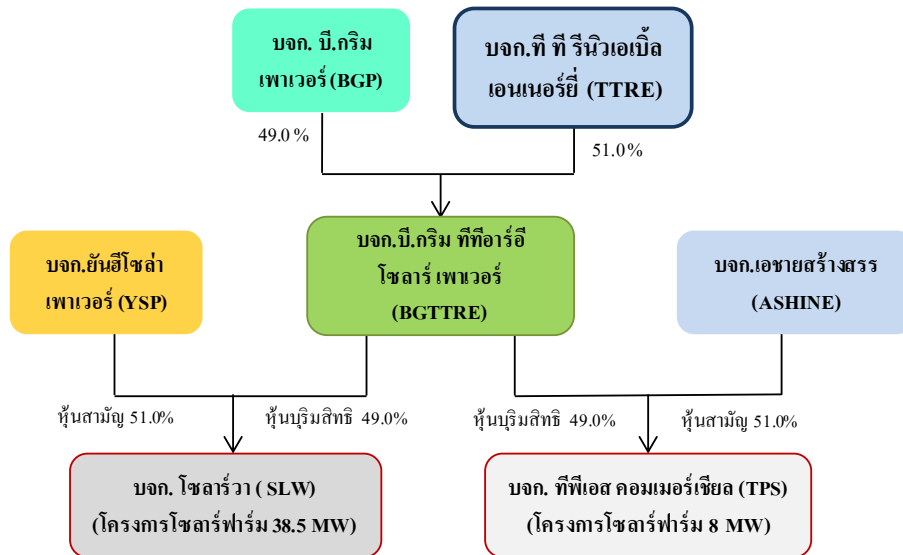 บจก. บี.กริม
เพาเวอร์ (BGP)
บจก.ที ที รีนิวเอเบิ้ล
เอนเนอร์ยี่ (TTRE)
49.0 %
51.0%
บจก.ยันฮีโซล่า
เพาเวอร์ (YSP)
บจก.บี.กริม ทีทีอาร์อี
โซลาร์ เพาเวอร์
(BGTTRE)
บจก.เอชายสร้างสรร
(ASHINE)
หุ้นสามัญ 51.0%
หุ้นบุริมสิทธิ 49.0%
หุ้นบุริมสิทธิ 49.0%
หุ้นสามัญ 51.0%
บจก. โซลาร์วา ( SLW)
(โครงการโซลาร์ฟาร์ม 38.5 MW)
บจก. ทีพีเอส คอมเมอร์เชียล (TPS)
(โครงการโซลาร์ฟาร์ม 8 MW)